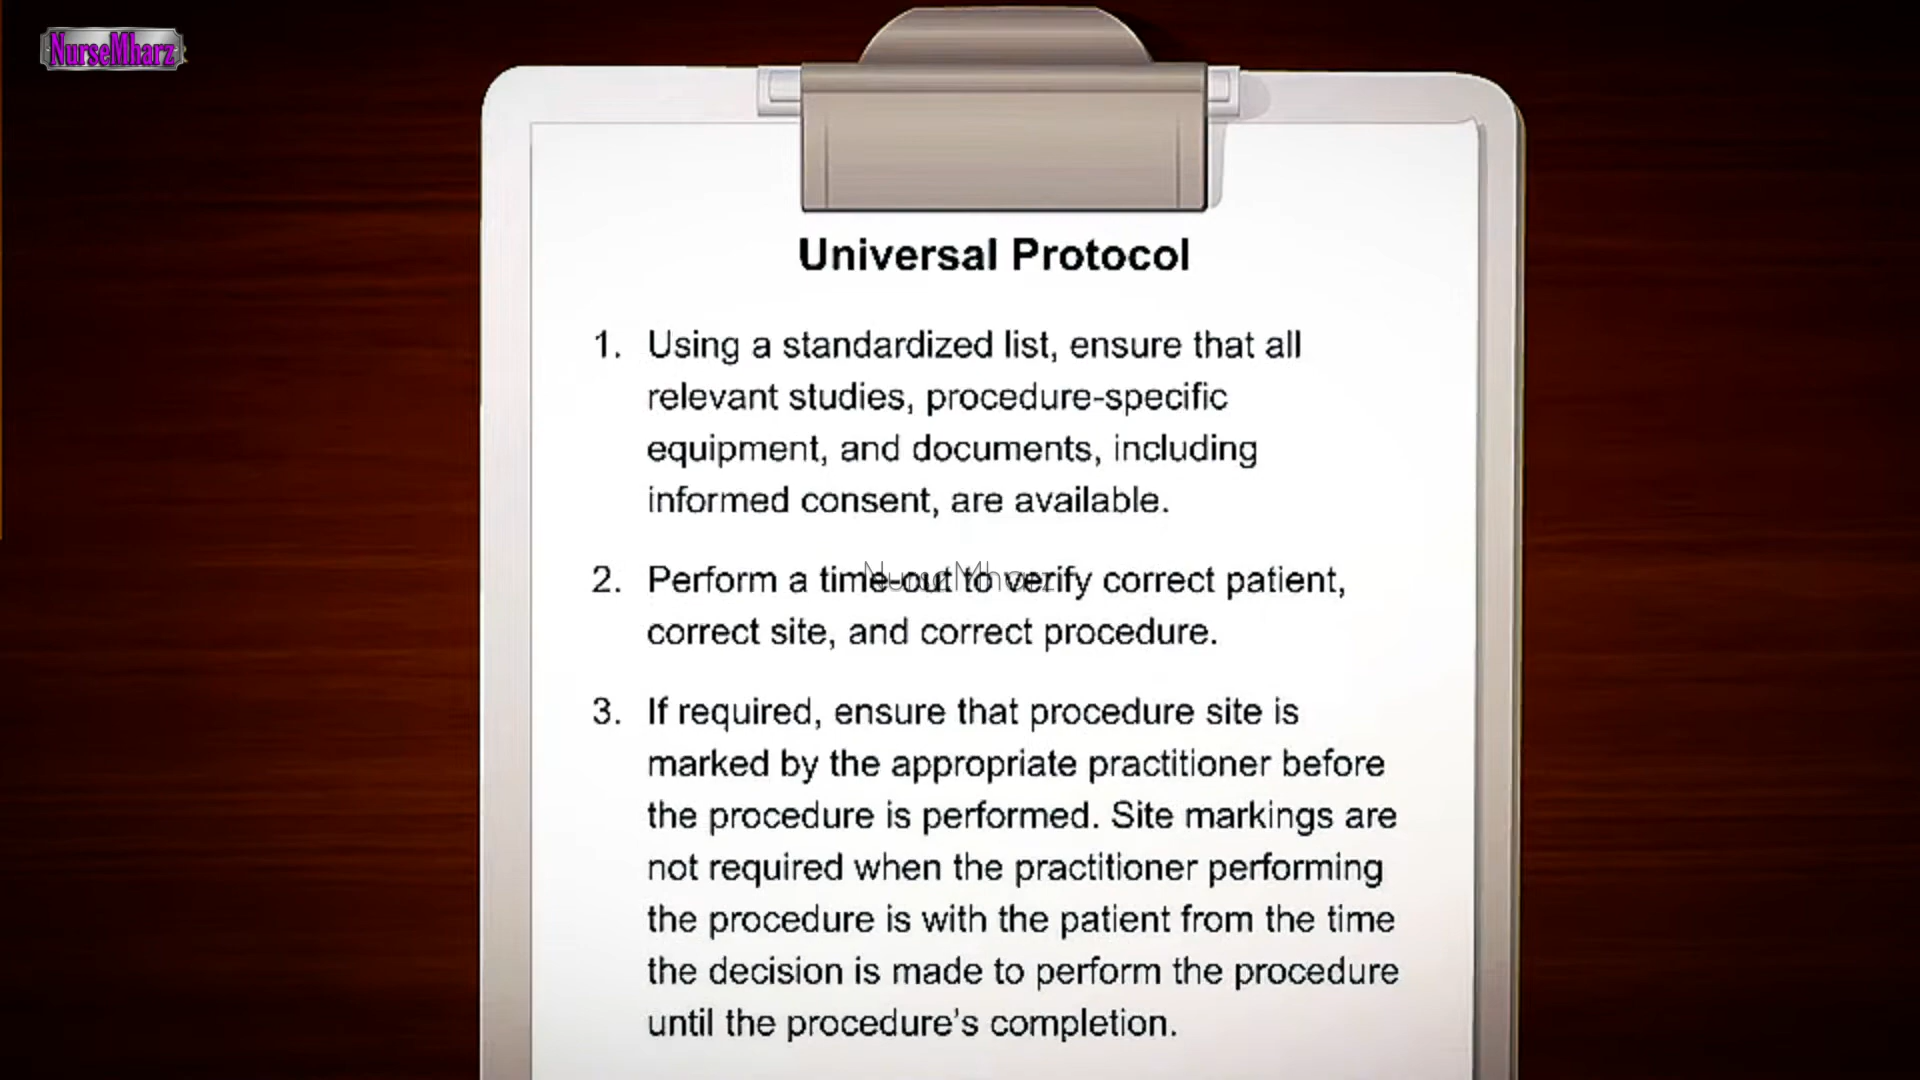 NurseMharz
Universal Protocol
1. Using a standardized list, ensure that all
relevant studies, procedure-specific
equipment, and documents, including
informed consent, are available.
2. Perform a time-out to verify correct patient,
correct site, and correct procedure.
NurseMharz
3. If required, ensure that procedure site is
marked by the appropriate practitioner before
the procedure is performed. Site markings are
not required when the practitioner performing
the procedure is with the patient from the time
the decision is made to perform the procedure
until the procedure's completion.